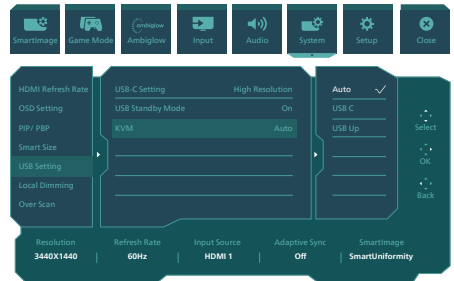 ambiglow
SmartImage Game Mode Ambiglow Input Audio System Setup Close
HDMI Refresh Rate USB-C Setting High Resolution Auto
OSD Setting USB Standby Mode On USB C
PIP/ PBP KVM Auto USB Up Select
Smart Size
USB Setting OK
Local Dimming
Over Scan Back
Resolution Refresh Rate Input Source Adaptive Sync SmartImage
3440X1440 60Hz HDMI 1 Off SmartUniformity